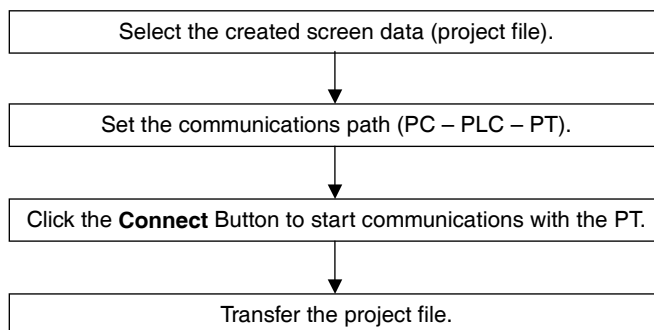 Select the created screen data (project file).
Set the communications path (PC – PLC – PT).
Click the Connect Button to start communications with the PT.
Transfer the project file.